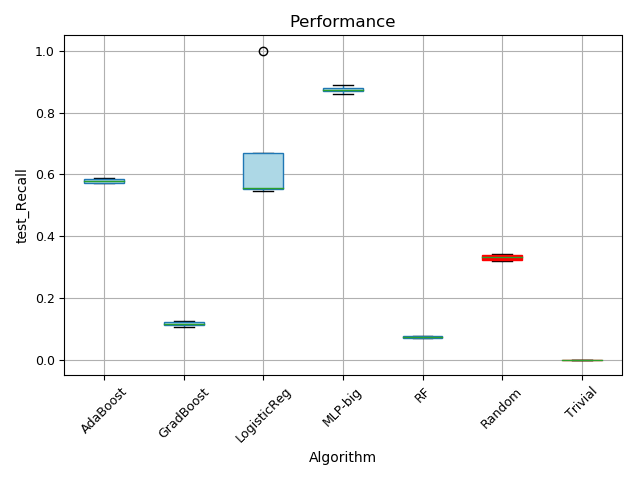 Performance
test_Recall
1.0
0.8
0.6
0.4
0.2
0.0
AdaBoost
GradBoost
LogisticReg
MLP-big
RF
Random
Trivial
Algorithm